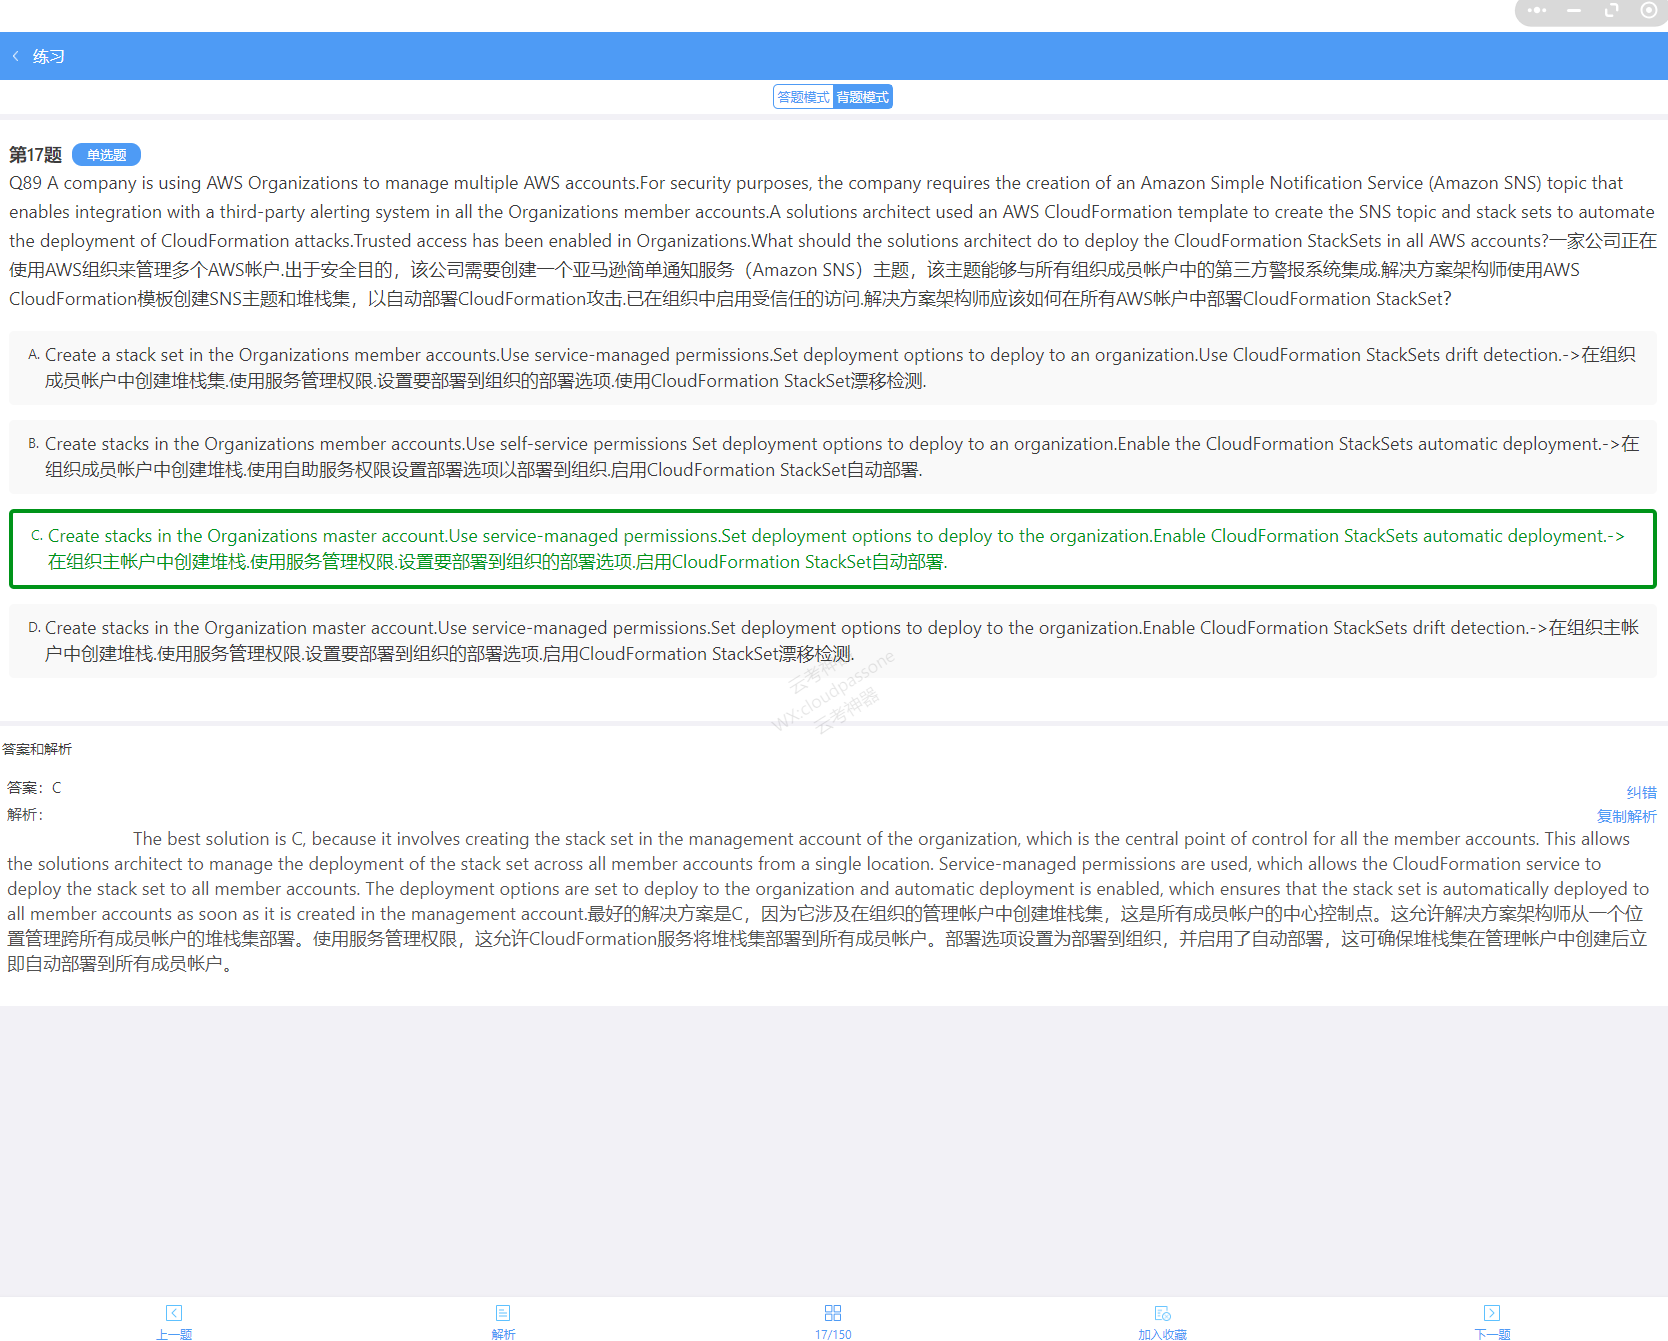 练习
答题模式 背题模式
第17题 单选题
Q89 A company is using AWS Organizations to manage multiple AWS accounts.For security purposes, the company requires the creation of an Amazon Simple Notification Service (Amazon SNS) topic that
enables integration with a third-party alerting system in all the Organizations member accounts.A solutions architect used an AWS CloudFormation template to create the SNS topic and stack sets to automate
the deployment of CloudFormation attacks.Trusted access has been enabled in Organizations.What should the solutions architect do to deploy the CloudFormation StackSets in all AWS accounts?一家公司正在
使用AWS组织来管理多个AWS帐户.出于安全目的，该公司需要创建一个亚马逊简单通知服务（Amazon SNS）主题，该主题能够与所有组织成员帐户中的第三方警报系统集成.解决方案架构师使用AWS
CloudFormation模板创建SNS主题和堆栈集，以自动部署CloudFormation攻击.已在组织中启用受信任的访问.解决方案架构师应该如何在所有AWS帐户中部署CloudFormation StackSet?
A. Create a stack set in the Organizations member accounts.Use service-managed permissions.Set deployment options to deploy to an organization.Use CloudFormation StackSets drift detection.->在组织
成员帐户中创建堆栈集.使用服务管理权限.设置要部署到组织的部署选项.使用CloudFormation StackSet漂移检测.
B. Create stacks in the Organizations member accounts.Use self-service permissions Set deployment options to deploy to an organization.Enable the CloudFormation StackSets automatic deployment.->在
组织成员帐户中创建堆栈.使用自助服务权限设置部署选项以部署到组织.启用CloudFormation StackSet自动部署.
C. Create stacks in the Organizations master account.Use service-managed permissions.Set deployment options to deploy to the organization.Enable CloudFormation StackSets automatic deployment.->
在组织主帐户中创建堆栈.使用服务管理权限.设置要部署到组织的部署选项.启用CloudFormation StackSet自动部署.
D. Create stacks in the Organization master account.Use service-managed permissions.Set deployment options to deploy to the organization.Enable CloudFormation StackSets drift detection.->在组织主帐
户中创建堆栈.使用服务管理权限.设置要部署到组织的部署选项.启用CloudFormation StackSet漂移检测.
云考神器
WX:cloudpassone
云考神器
答案和解析
答案：C
纠错
解析：
复制解析
The best solution is C, because it involves creating the stack set in the management account of the organization, which is the central point of control for all the member accounts. This allows
the solutions architect to manage the deployment of the stack set across all member accounts from a single location. Service-managed permissions are used, which allows the CloudFormation service to
deploy the stack set to all member accounts. The deployment options are set to deploy to the organization and automatic deployment is enabled, which ensures that the stack set is automatically deployed to
all member accounts as soon as it is created in the management account.最好的解决方案是C，因为它涉及在组织的管理帐户中创建堆栈集，这是所有成员帐户的中心控制点。这允许解决方案架构师从一个位
置管理跨所有成员帐户的堆栈集部署。使用服务管理权限，这允许CloudFormation服务将堆栈集部署到所有成员帐户。部署选项设置为部署到组织，并启用了自动部署，这可确保堆栈集在管理帐户中创建后立
即自动部署到所有成员帐户。
上一题 解析 17/150 加入收藏 下一题